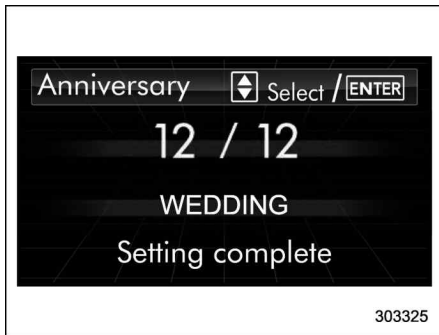 Anniversary Select / ENTER
12 / 12
WEDDING
Setting complete
303325